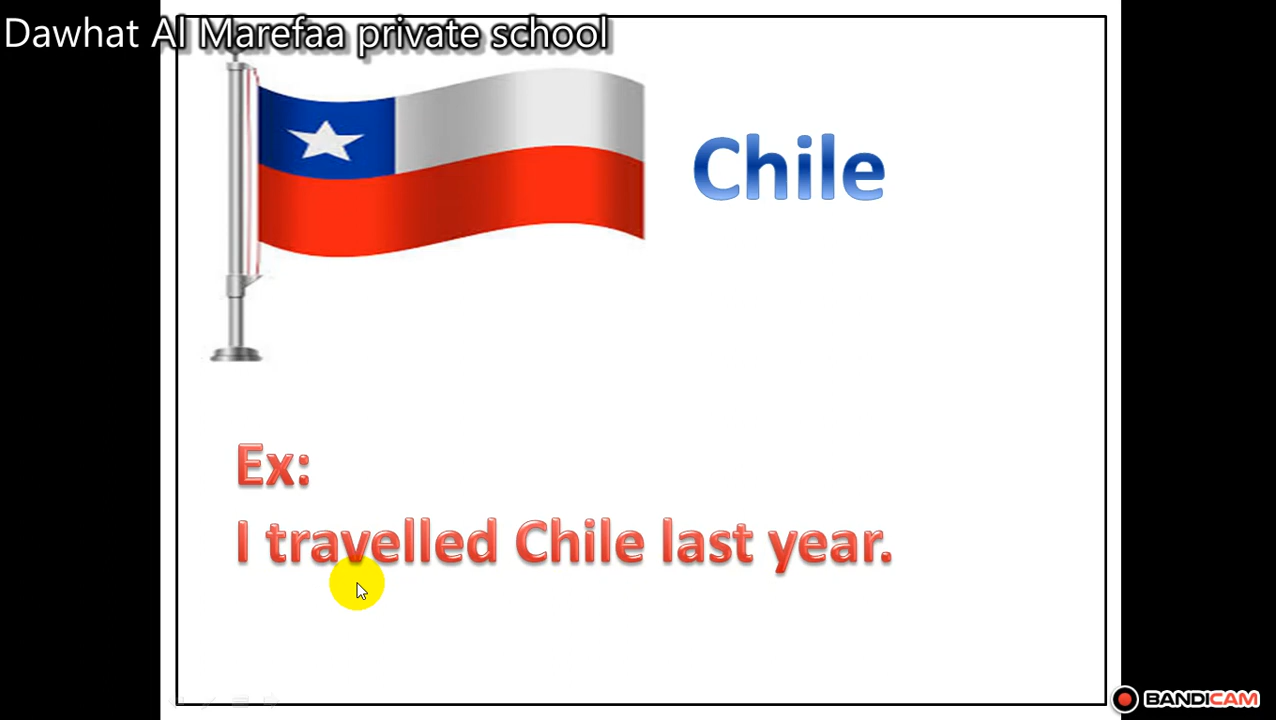 Dawhat Al Marefaa private school
Chile
Ex:
I travelled Chile last year.
BANDICAM